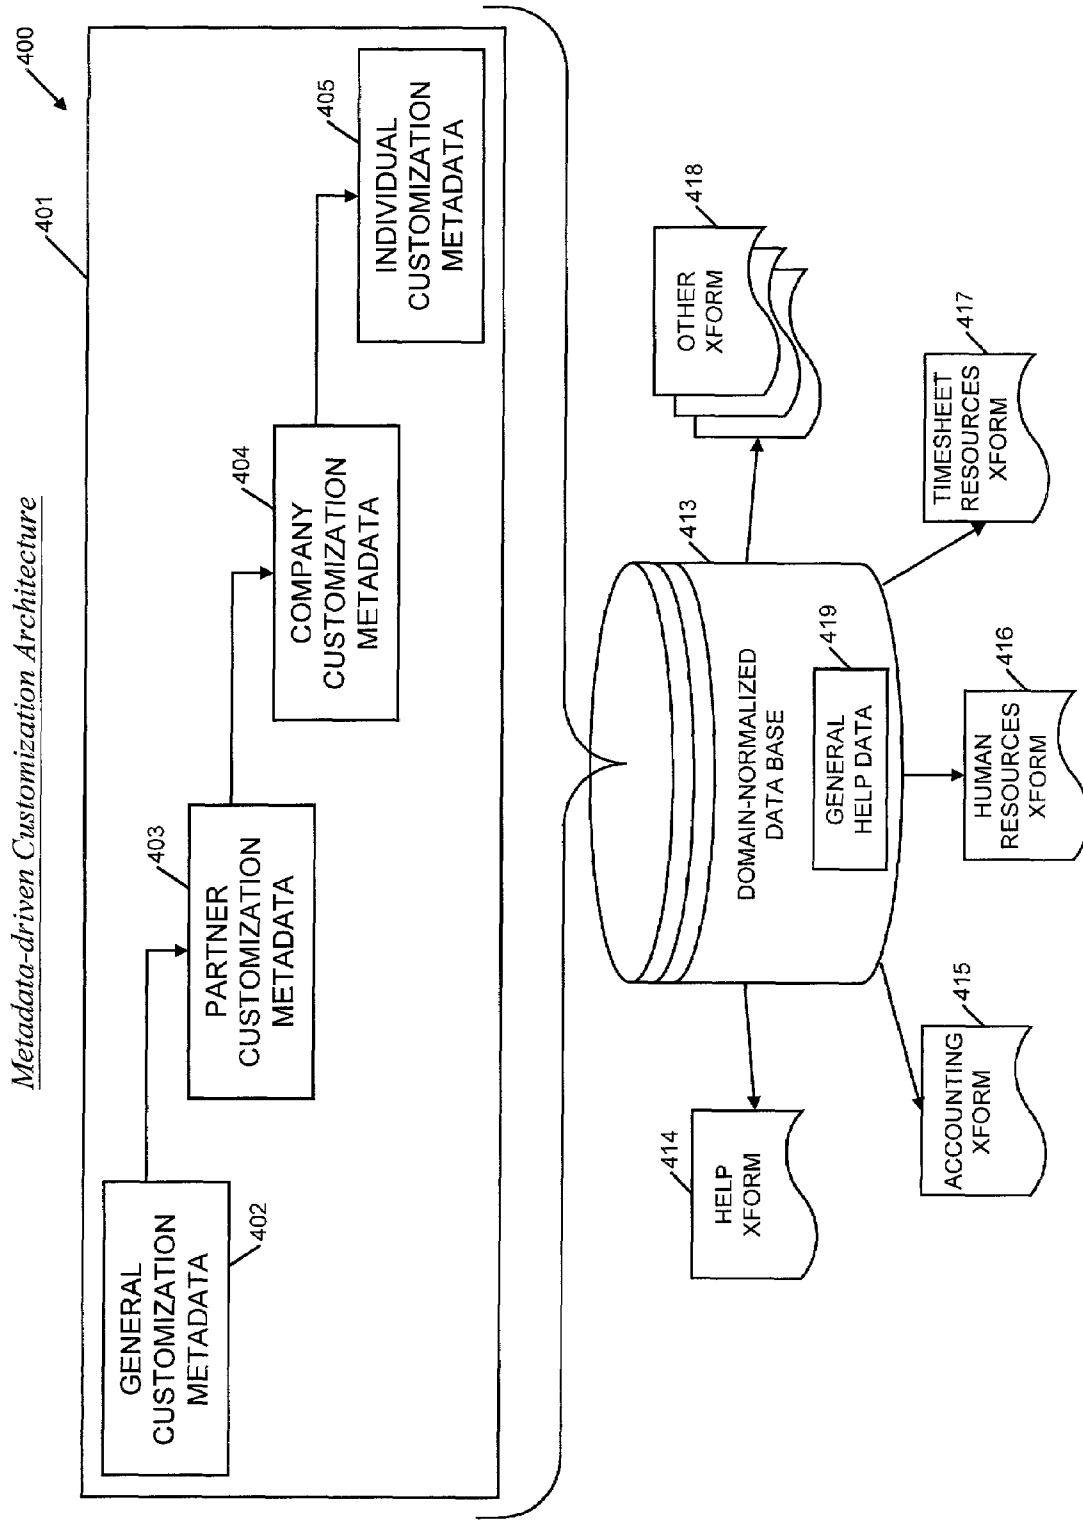 Metadata-driven Customization Architecture
400
401
GENERAL
CUSTOMIZATION
METADATA
402
PARTNER
CUSTOMIZATION
METADATA
403
COMPANY
CUSTOMIZATION
METADATA
404
INDIVIDUAL
CUSTOMIZATION
METADATA
405
DOMAIN-NORMALIZED
DATA BASE
413
GENERAL
HELP DATA
419
HELP
XFORM
414
ACCOUNTING
XFORM
415
HUMAN
RESOURCES
XFORM
416
TIMESHEET
RESOURCES
XFORM
417
OTHER
XFORM
418